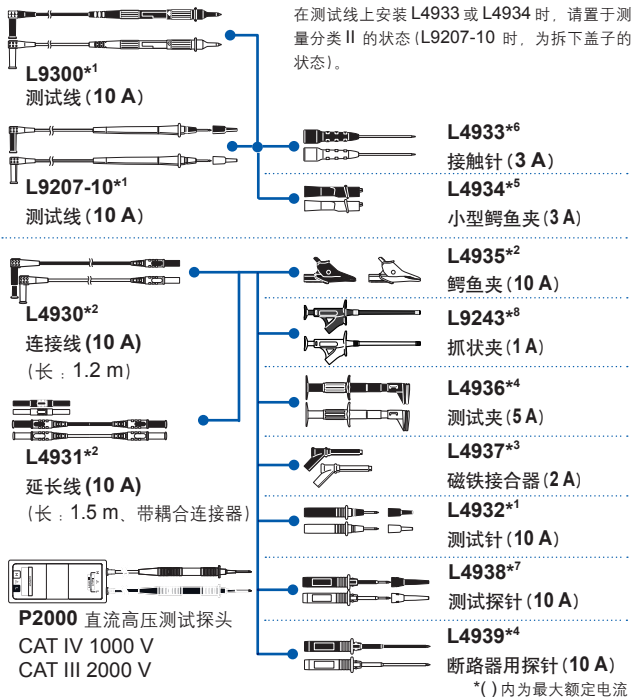 在测试线上安装 L4933 或 L4934 时，请置于测
量分类 II 的状态 (L9207-10 时，为拆下盖子的
状态)。
L9300*1
测试线 (10 A)
L9207-10*1
测试线 (10 A)
L4933*6
接触针 (3 A)
L4934*5
小型鳄鱼夹 (3 A)
L4930*2
连接线 (10 A)
(长：1.2 m)
L4931*2
延长线 (10 A)
(长：1.5 m、带耦合连接器)
P2000 直流高压测试探头
CAT IV 1000 V
CAT III 2000 V
L4935*2
鳄鱼夹 (10 A)
L9243*8
抓状夹 (1 A)
L4936*4
测试夹 (5 A)
L4937*3
磁铁接合器 (2 A)
L4932*1
测试针 (10 A)
L4938*7
测试探针 (10 A)
L4939*4
断路器用探针 (10 A)
*( ) 内为最大额定电流